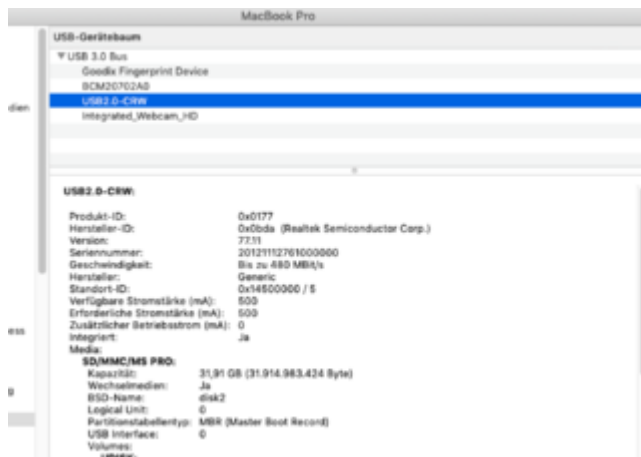 MacBook Pro
dien
ess
g
USB-Gerätebaum
▼ USB 3.0 Bus
Goodix Fingerprint Device
BCM20702A0
USB2.0-CRW
Integrated_Webcam_HD
USB2.0-CRW:
Produkt-ID: 0x0177
Hersteller-ID: 0x0bda (Realtek Semiconductor Corp.)
Version: 77.11
Seriennummer: 20121112761000000
Geschwindigkeit: Bis zu 480 MBit/s
Hersteller: Generic
Standort-ID: 0x14500000 / 5
Verfügbare Stromstärke (mA): 500
Erforderliche Stromstärke (mA): 500
Zusätzlicher Betriebsstrom (mA): 0
Integriert: Ja
Media:
SD/MMC/MS PRO:
Kapazität: 31,91 GB (31.914.983.424 Byte)
Wechselmedien: Ja
BSD-Name: disk2
Logical Unit: 0
Partitionstabellentyp: MBR (Master Boot Record)
USB Interface: 0
Volumes: